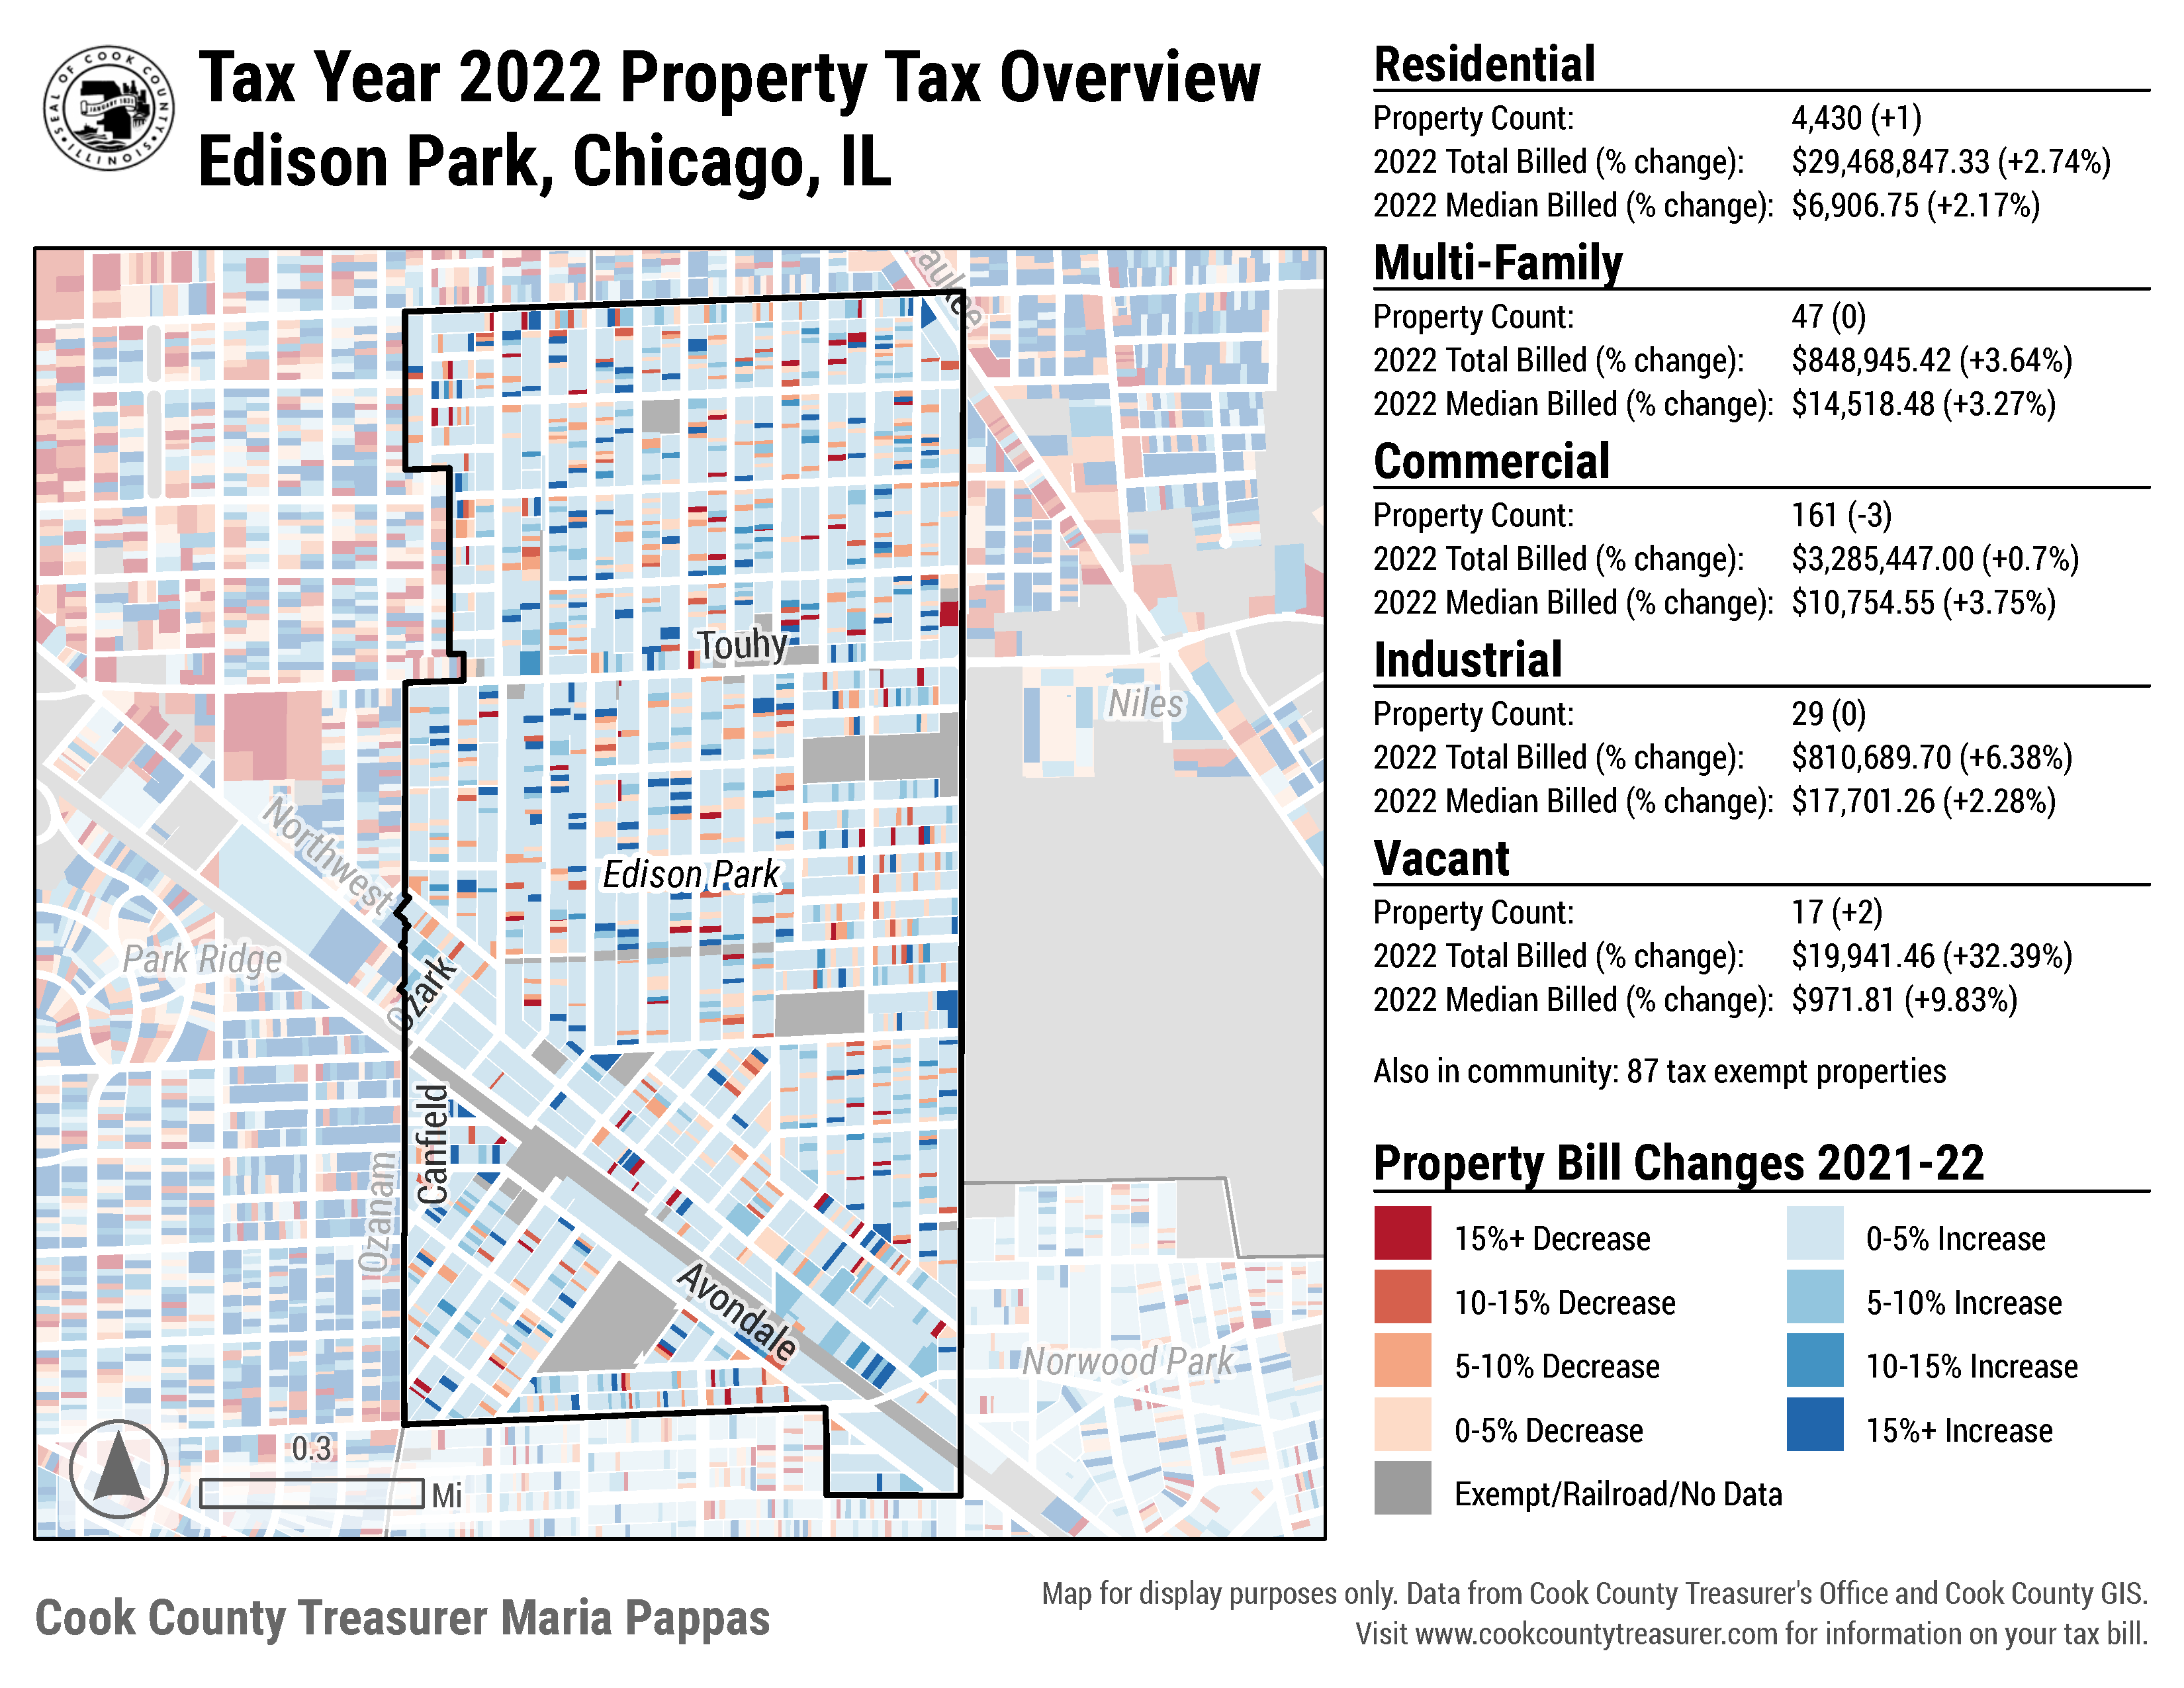 SEAL OF COOK COUNTY
ILLINOIS
JANUARY 1831
Tax Year 2022 Property Tax Overview
Edison Park, Chicago, IL
Residential
Property Count: 4,430 (+1)
2022 Total Billed (% change): $29,468,847.33 (+2.74%)
2022 Median Billed (% change): $6,906.75 (+2.17%)
Multi-Family
Property Count: 47 (0)
2022 Total Billed (% change): $848,945.42 (+3.64%)
2022 Median Billed (% change): $14,518.48 (+3.27%)
Commercial
Property Count: 161 (-3)
2022 Total Billed (% change): $3,285,447.00 (+0.7%)
2022 Median Billed (% change): $10,754.55 (+3.75%)
Industrial
Property Count: 29 (0)
2022 Total Billed (% change): $810,689.70 (+6.38%)
2022 Median Billed (% change): $17,701.26 (+2.28%)
Vacant
Property Count: 17 (+2)
2022 Total Billed (% change): $19,941.46 (+32.39%)
2022 Median Billed (% change): $971.81 (+9.83%)
Also in community: 87 tax exempt properties
Property Bill Changes 2021-22
15%+ Decrease
0-5% Increase
10-15% Decrease
5-10% Increase
5-10% Decrease
10-15% Increase
0-5% Decrease
15%+ Increase
Exempt/Railroad/No Data
Touhy
Niles
Northwest
Edison Park
Park Ridge
Ozark
Canfield
Ozanam
Avondale
Norwood Park
0.3
Mi
Cook County Treasurer Maria Pappas
Map for display purposes only. Data from Cook County Treasurer's Office and Cook County GIS.
Visit www.cookcountytreasurer.com for information on your tax bill.